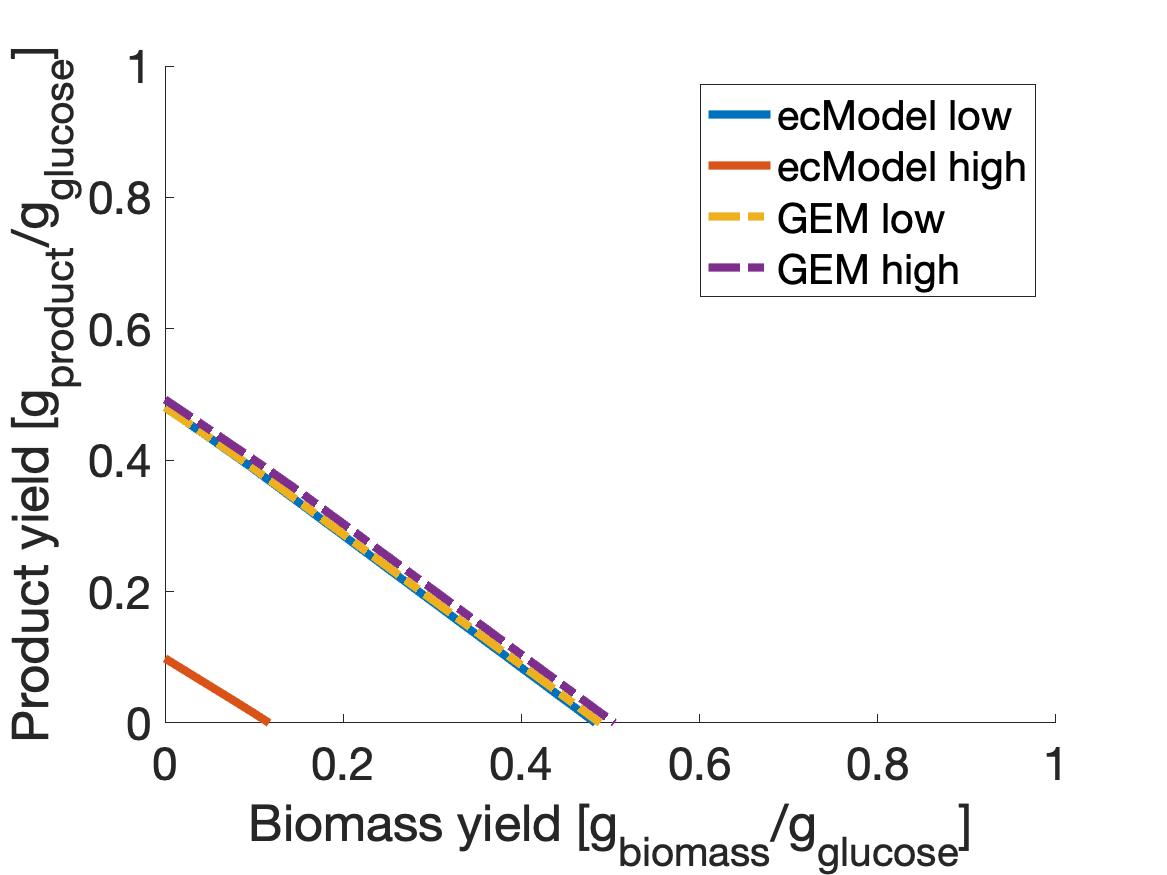 Product yield [gproduct/gglucose]
1
0.8
0.6
0.4
0.2
0
ecModel low
ecModel high
GEM low
GEM high
0 0.2 0.4 0.6 0.8 1
Biomass yield [gbiomass/gglucose]